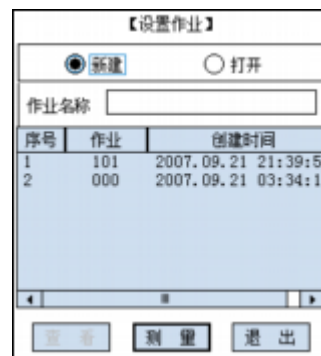 【设置作业】
新建 打开
作业名称
序号 作业 创建时间
1 101 2007.09.21 21:39:5
2 000 2007.09.21 03:34:1
查看 测量 退出